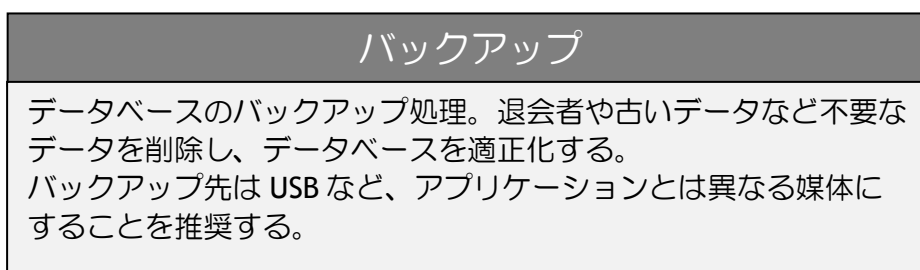 バックアップ
データベースのバックアップ処理。退会者や古いデータなど不要な
データを削除し、データベースを適正化する。
バックアップ先は USB など、アプリケーションとは異なる媒体に
することを推奨する。